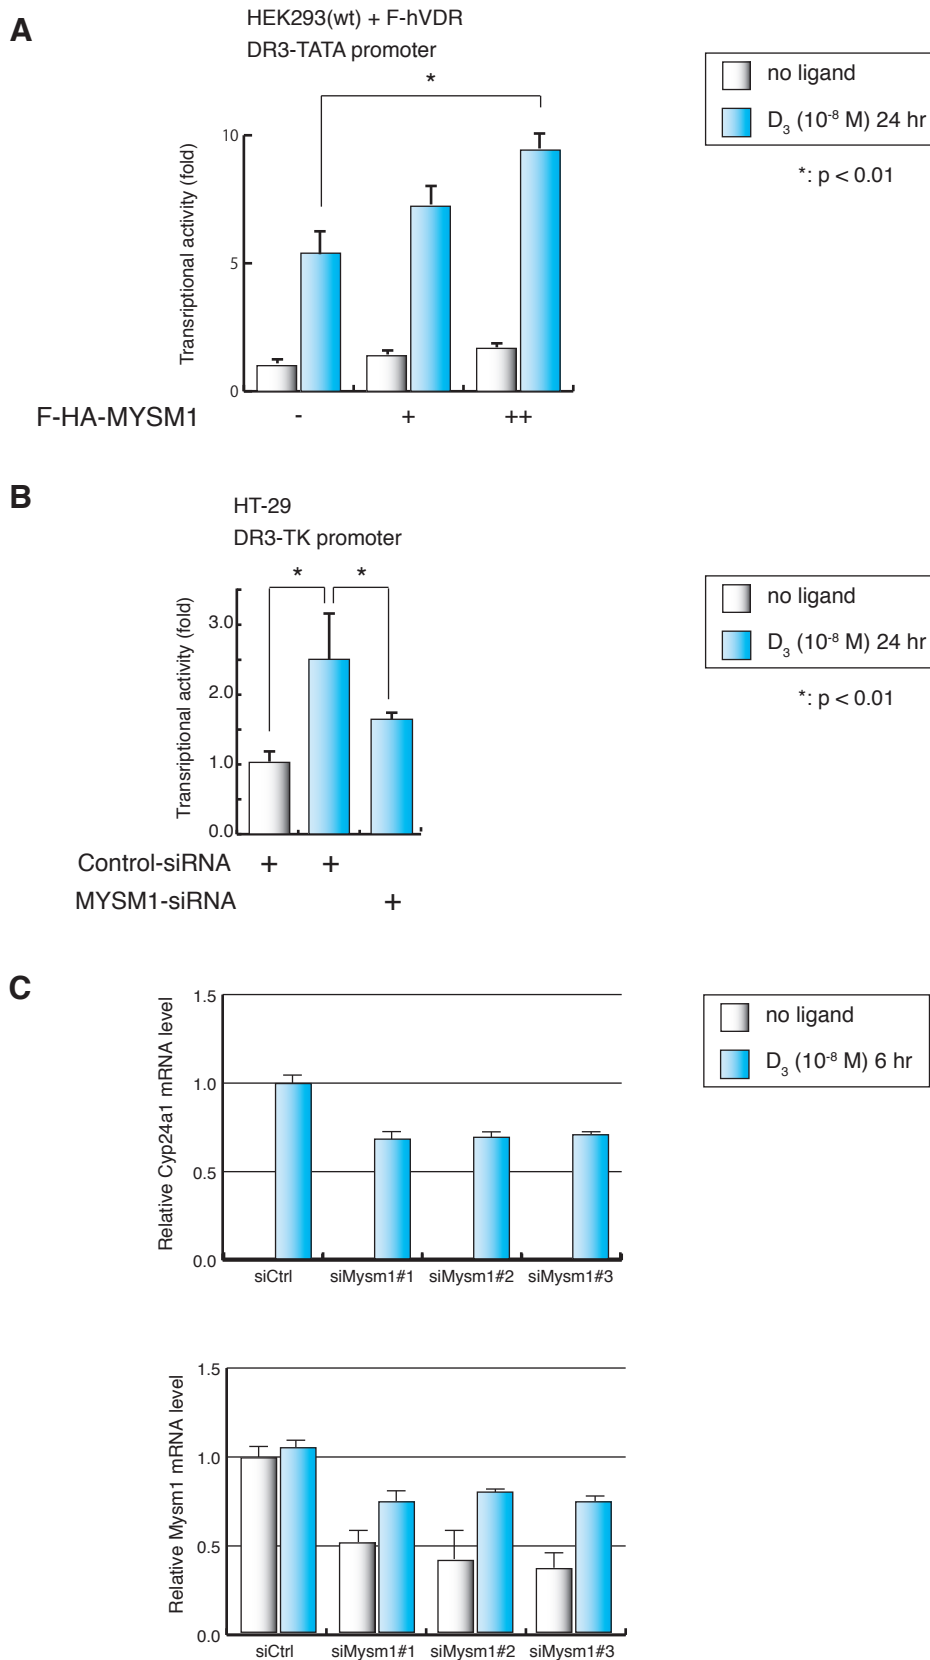 A
HEK293(wt) + F-hVDR
DR3-TATA promoter
*
no ligand
D3 (10-8 M) 24 hr
*: p < 0.01
Transriptional activity (fold)
10
5
0
F-HA-MYSM1
- + ++
B
HT-29
DR3-TK promoter
* *
no ligand
D3 (10-8 M) 24 hr
*: p < 0.01
Transriptional activity (fold)
3.0
2.0
1.0
0.0
Control-siRNA + +
MYSM1-siRNA +
C
Relative Cyp24a1 mRNA level
1.5
1.0
0.5
0.0
siCtrl siMysm1#1 siMysm1#2 siMysm1#3
no ligand
D3 (10-8 M) 6 hr
Relative Mysm1 mRNA level
1.5
1.0
0.5
0.0
siCtrl siMysm1#1 siMysm1#2 siMysm1#3